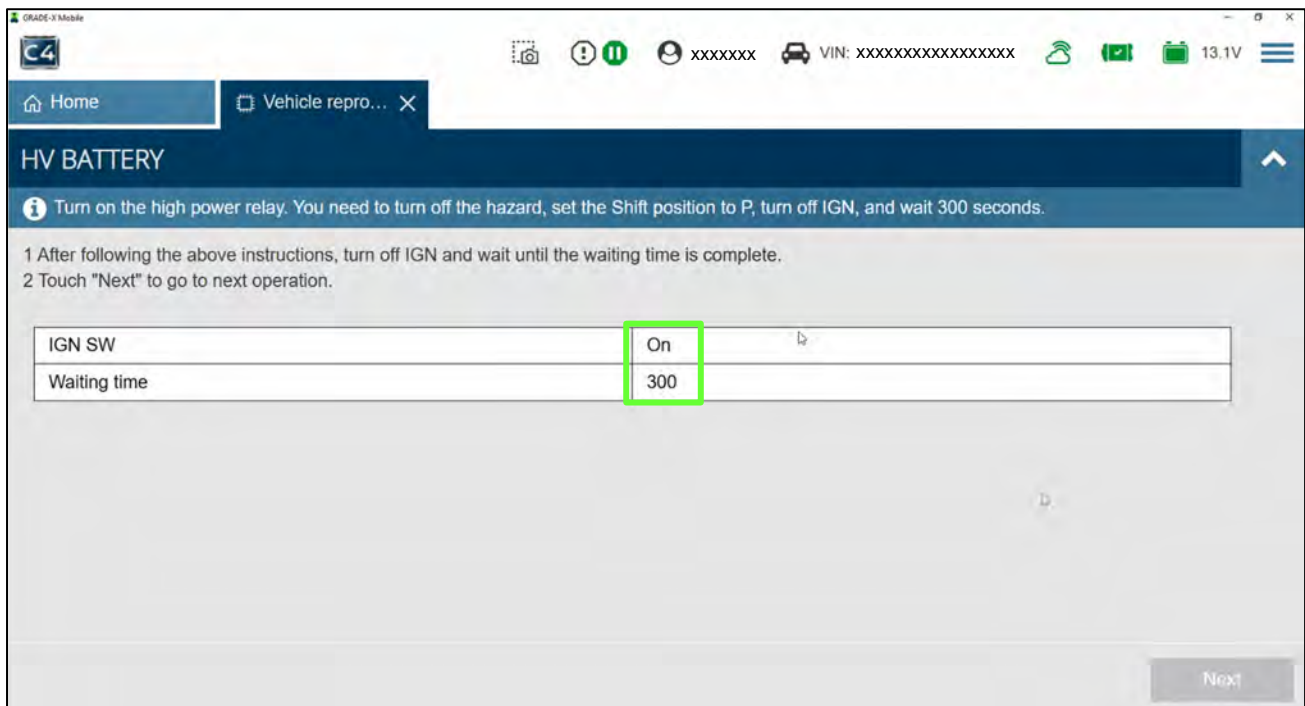 GRADE-X Mobile
C4
xxxxxxx
VIN: xxxxxxxxxxxxxxxxx
13.1V
Home
Vehicle repro...
HV BATTERY
Turn on the high power relay. You need to turn off the hazard, set the Shift position to P, turn off IGN, and wait 300 seconds.
1 After following the above instructions, turn off IGN and wait until the waiting time is complete.
2 Touch "Next" to go to next operation.
IGN SW On
Waiting time 300
Next